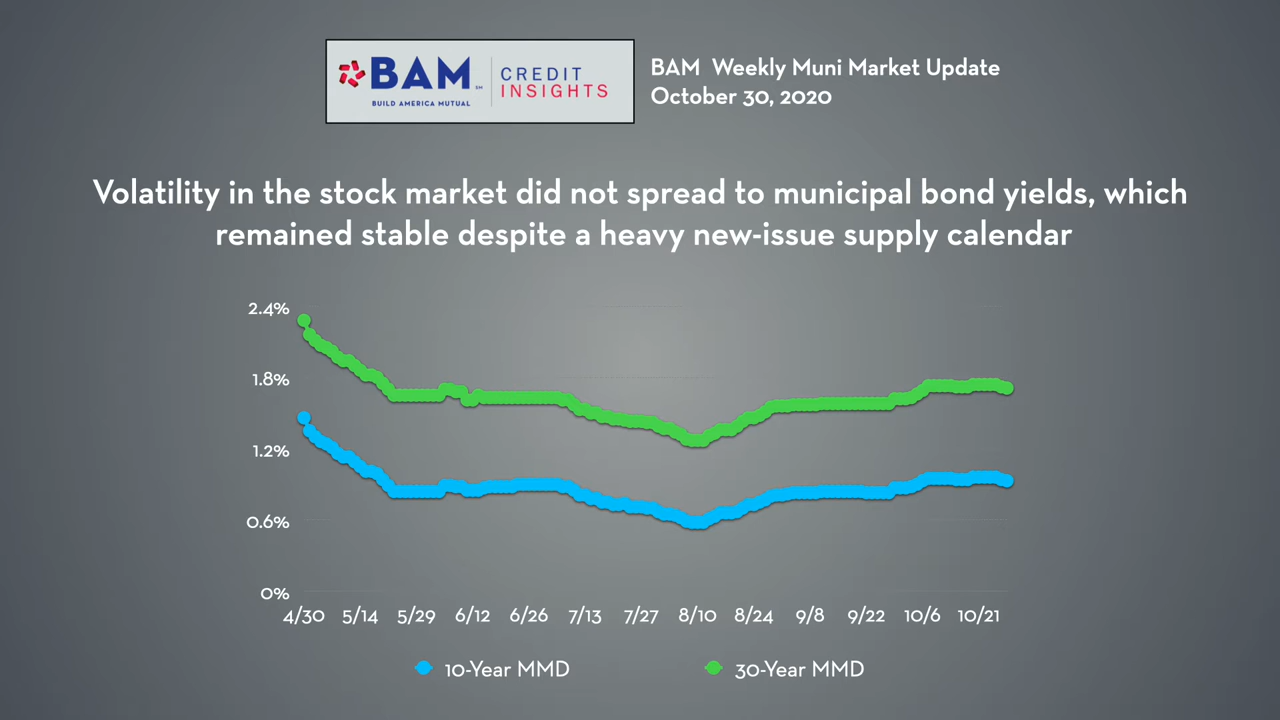 BAM SM
BUILD AMERICA MUTUAL
CREDIT
INSIGHTS
BAM Weekly Muni Market Update
October 30, 2020
Volatility in the stock market did not spread to municipal bond yields, which
remained stable despite a heavy new-issue supply calendar
2.4%
1.8%
1.2%
0.6%
0%
4/30 5/14 5/29 6/12 6/26 7/13 7/27 8/10 8/24 9/8 9/22 10/6 10/21
10-Year MMD 30-Year MMD